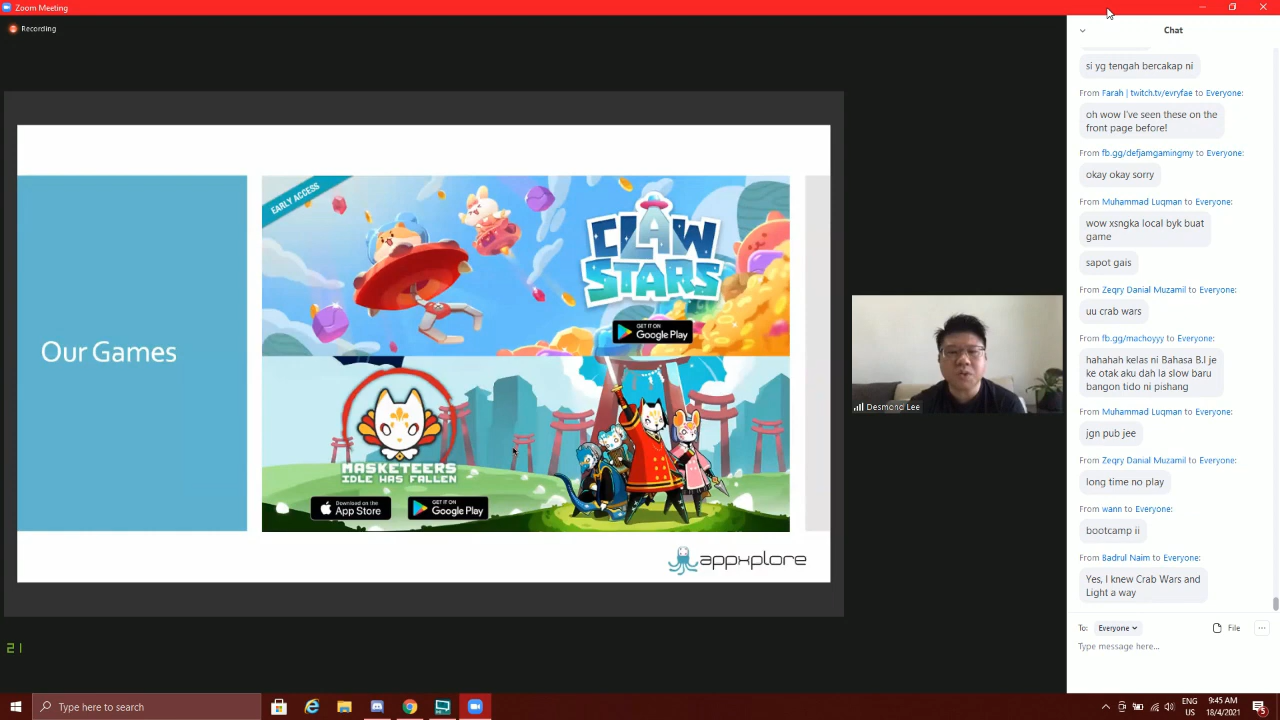 Zoom Meeting
Recording
Our Games
EARLY ACCESS
CLAW
STARS
GET IT ON
Google Play
MASKETEERS
IDLE HAS FALLEN
Download on the
App Store
GET IT ON
Google Play
appxplore
Desmond Lee
21
Chat
si yg tengah bercakap ni
From Farah | twitch.tv/evryfae to Everyone:
oh wow I've seen these on the
front page before!
From fb.gg/defjamgamingmy to Everyone:
okay okay sorry
From Muhammad Luqman to Everyone:
wow xsngka local byk buat
game
sapot gais
From Zeqry Danial Muzamil to Everyone:
uu crab wars
From fb.gg/machoyyy to Everyone:
hahahah kelas ni Bahasa B.I je
ke otak aku dah la slow baru
bangon tido ni pishang
From Muhammad Luqman to Everyone:
jgn pub jee
From Zeqry Danial Muzamil to Everyone:
long time no play
From wann to Everyone:
bootcamp ii
From Badrul Naim to Everyone:
Yes, I knew Crab Wars and
Light a way
To: Everyone
File
Type message here...
Type here to search
ENG
US
9:45 AM
18/4/2021
5